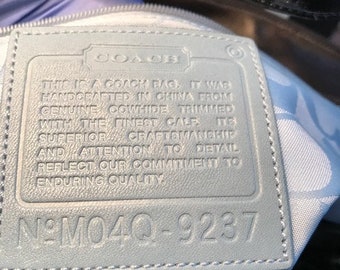 COACH
THIS IS A COACH BAG. IT WAS
HANDCRAFTED IN CHINA FROM
GENUINE COWHIDE TRIMMED
WITH THE FINEST CALF. ITS
SUPERIOR CRAFTSMANSHIP
AND ATTENTION TO DETAIL
REFLECT OUR COMMITMENT TO
ENDURING QUALITY.
NºM04Q-9237